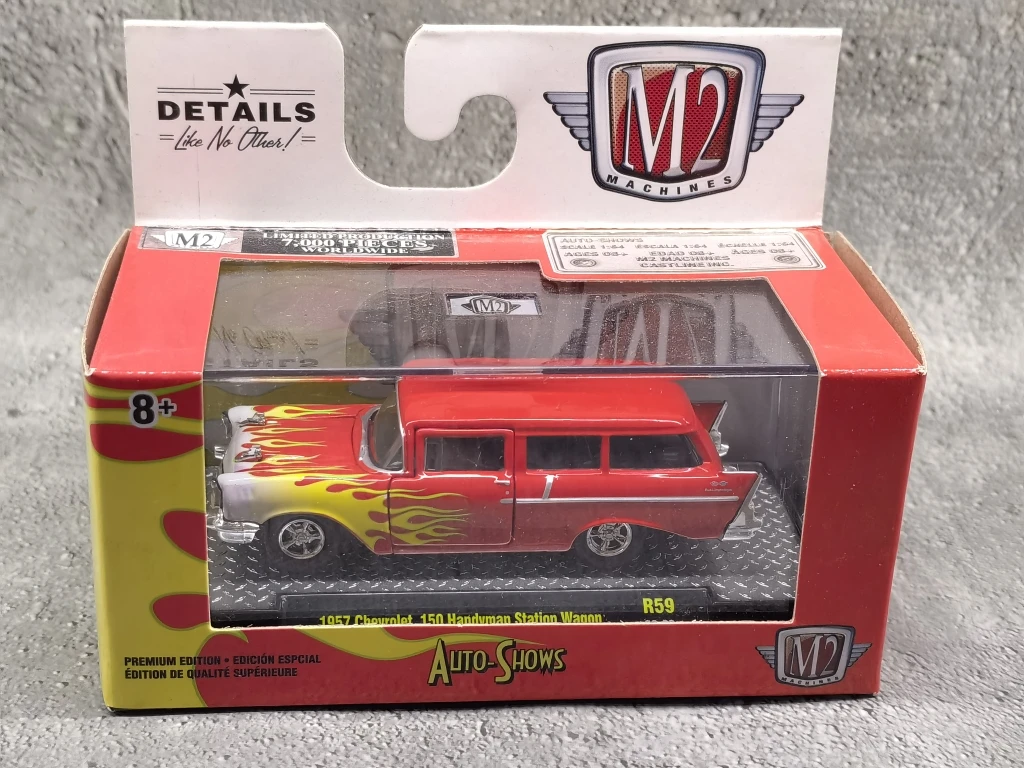 DETAILS
Like No Other!
M2
MACHINES
M2
LIMITED PRODUCTION
7,000 PIECES
WORLDWIDE
AUTO-SHOWS
SCALE 1:64 ESCALA 1:64 ÉCHELLE 1:64
AGES 08+ EDAD 08+ ÂGES 08+
M2 MACHINES
CASTLINE INC.
M2
8+
R59
1957 Chevrolet 150 Handyman Station Wagon
PREMIUM EDITION • EDICIÓN ESPCIAL
ÉDITION DE QUALITÉ SUPÉRIEURE
AUTO-SHOWS
M2
MACHINES